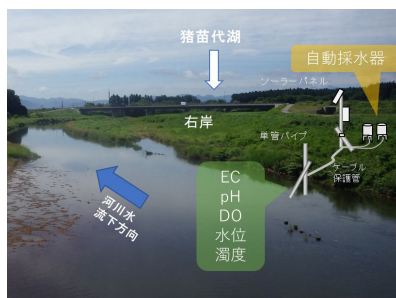 猪苗代湖
自動採水器
ソーラーパネル
右岸
単管パイプ
ケーブル
保護管
EC
pH
DO
水位
濁度
河川水
流下方向